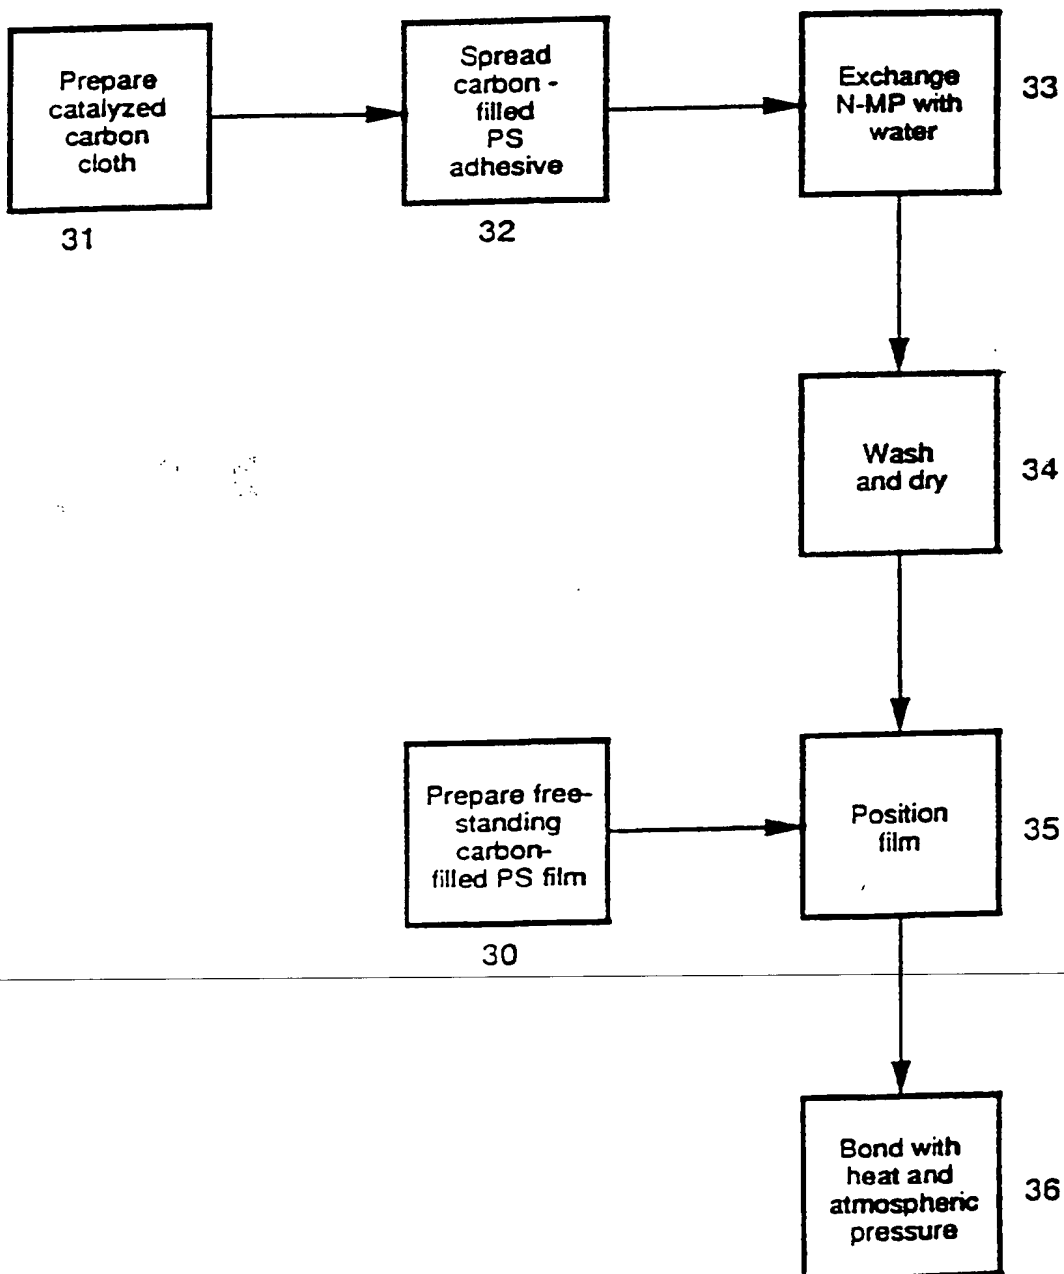 Prepare
catalyzed
carbon
cloth
31
Spread
carbon -
filled
PS
adhesive
32
Exchange
N-MP with
water
33
Wash
and dry
34
Prepare free-
standing
carbon-
filled PS film
30
Position
film
35
Bond with
heat and
atmospheric
pressure
36